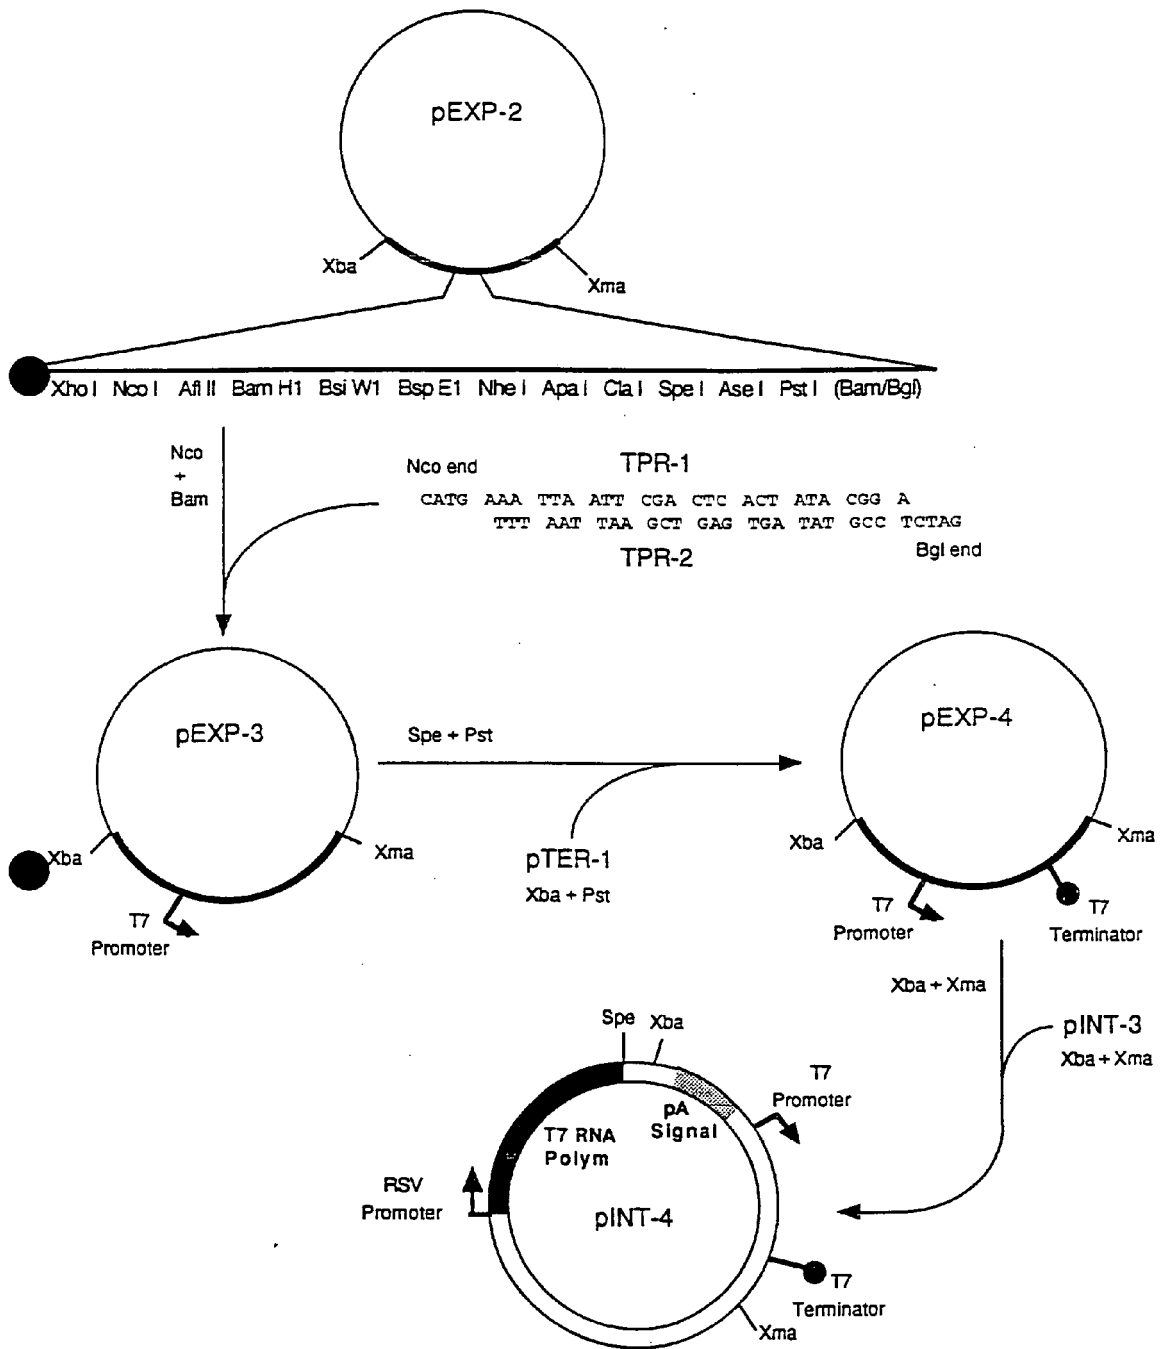 pEXP-2
Xba
Xma
Xho I Nco I Afl II Bam H1 Bsi W1 Bsp E1 Nhe I Apa I Cla I Spe I Ase I Pst I (Bam/Bgl)
Nco
+
Bam
Nco end
TPR-1
CATG AAA TTA ATT CGA CTC ACT ATA CGG A
TTT AAT TAA GCT GAG TGA TAT GCC TCTAG
TPR-2
Bgl end
pEXP-3
Spe + Pst
pEXP-4
Xba
Xma
pTER-1
Xba + Pst
Xba
Xma
T7
Promoter
T7
Promoter
T7
Terminator
Xba + Xma
pINT-3
Xba + Xma
Spe
Xba
T7
Promoter
pA
Signal
T7 RNA
Polym
RSV
Promoter
pINT-4
T7
Terminator
Xma